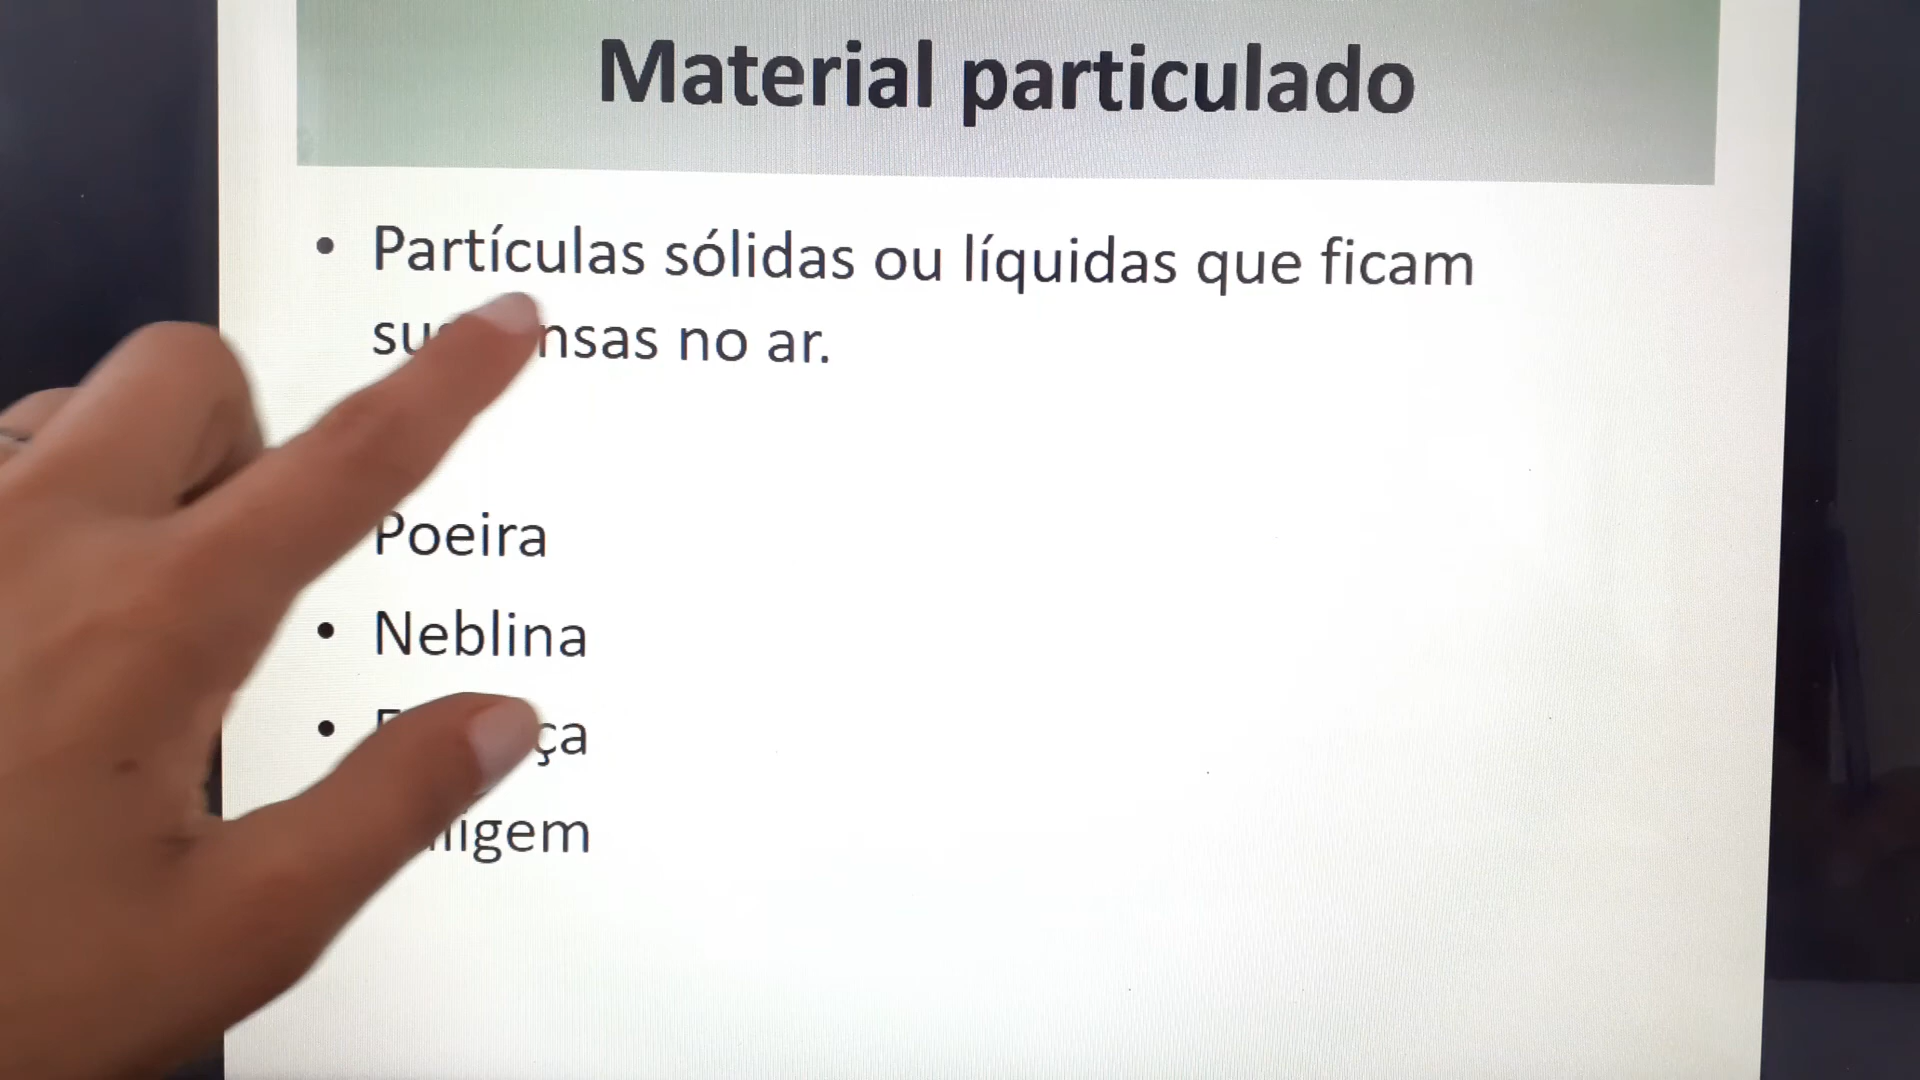 Material particulado
• Partículas sólidas ou líquidas que ficam
no ar.
Poeira
• Neblina
•